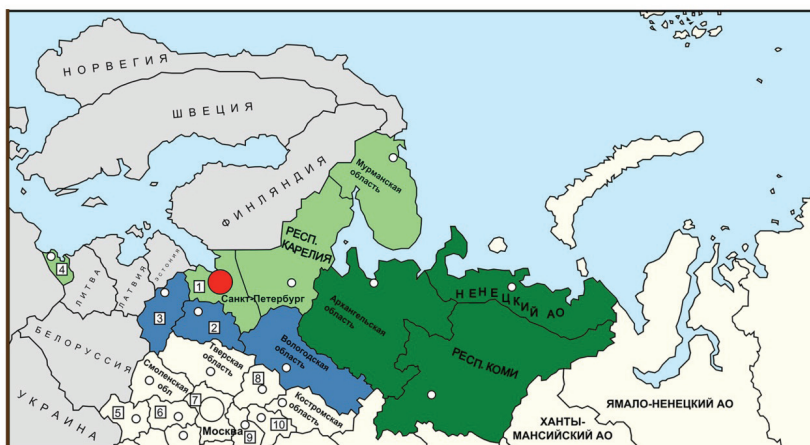 НОРВЕГИЯ
ШВЕЦИЯ
ФИНЛЯНДИЯ
Мурманская
область
РЕСП.
КАРЕЛИЯ
ЭСТОНИЯ
ЛАТВИЯ
ЛИТВА
4
1
Санкт-Петербург
3
2
Архангельская
область
НЕНЕЦКИЙ АО
БЕЛОРУССИЯ
Вологодская
область
РЕСП. КОМИ
Тверская
область
Смоленская
обл
8
Костромская
область
УКРАИНА
5
6
7
Москва
9
10
ЯМАЛО-НЕНЕЦКИЙ АО
ХАНТЫ-
МАНСИЙСКИЙ АО